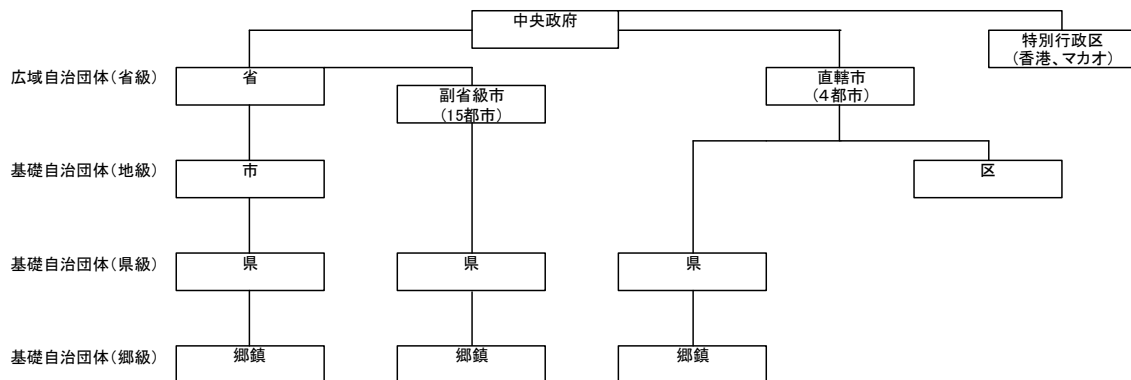 中央政府
特別行政区
(香港、マカオ)
広域自治団体(省級)
省
副省級市
(15都市)
直轄市
(4都市)
基礎自治団体(地級)
市
区
基礎自治団体(県級)
県
県
県
基礎自治団体(郷級)
郷鎮
郷鎮
郷鎮